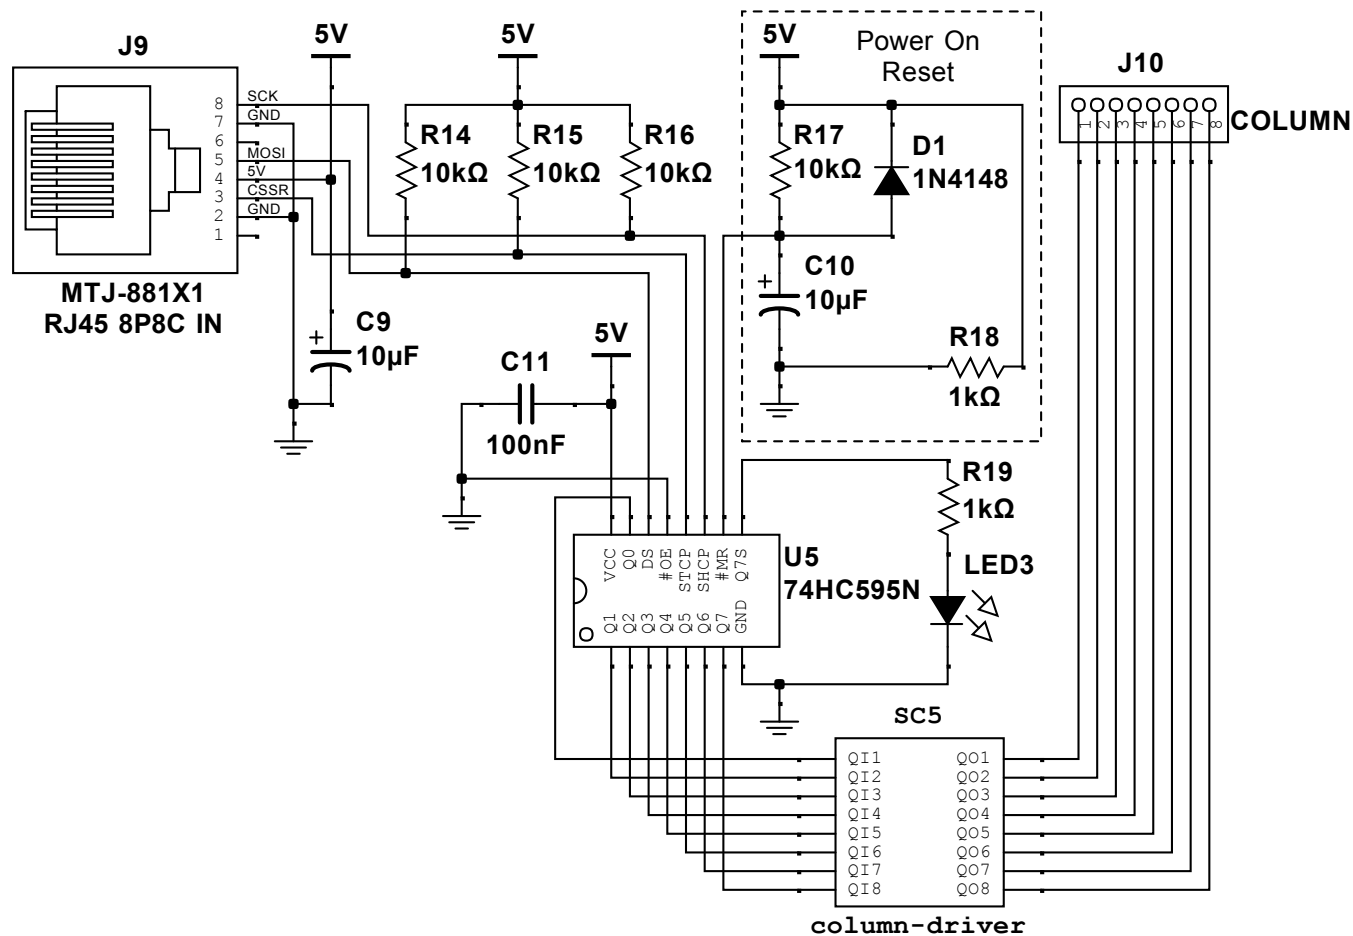 J9
8 SCK
7 GND
6
5 MOSI
4 5V
3 CSSR
2 GND
1
MTJ-881X1
RJ45 8P8C IN
5V
+ C9
10µF
5V
R14
10kΩ
R15
10kΩ
R16
10kΩ
5V
Power On
Reset
R17
10kΩ
D1
1N4148
+ C10
10µF
R18
1kΩ
J10
1 2 3 4 5 6 7 8
COLUMN
5V
C11
100nF
R19
1kΩ
LED3
VCC Q0 DS #OE STCP SHCP #MR Q7S
Q1 Q2 Q3 Q4 Q5 Q6 Q7 GND
U5
74HC595N
SC5
QI1 QO1
QI2 QO2
QI3 QO3
QI4 QO4
QI5 QO5
QI6 QO6
QI7 QO7
QI8 QO8
column-driver